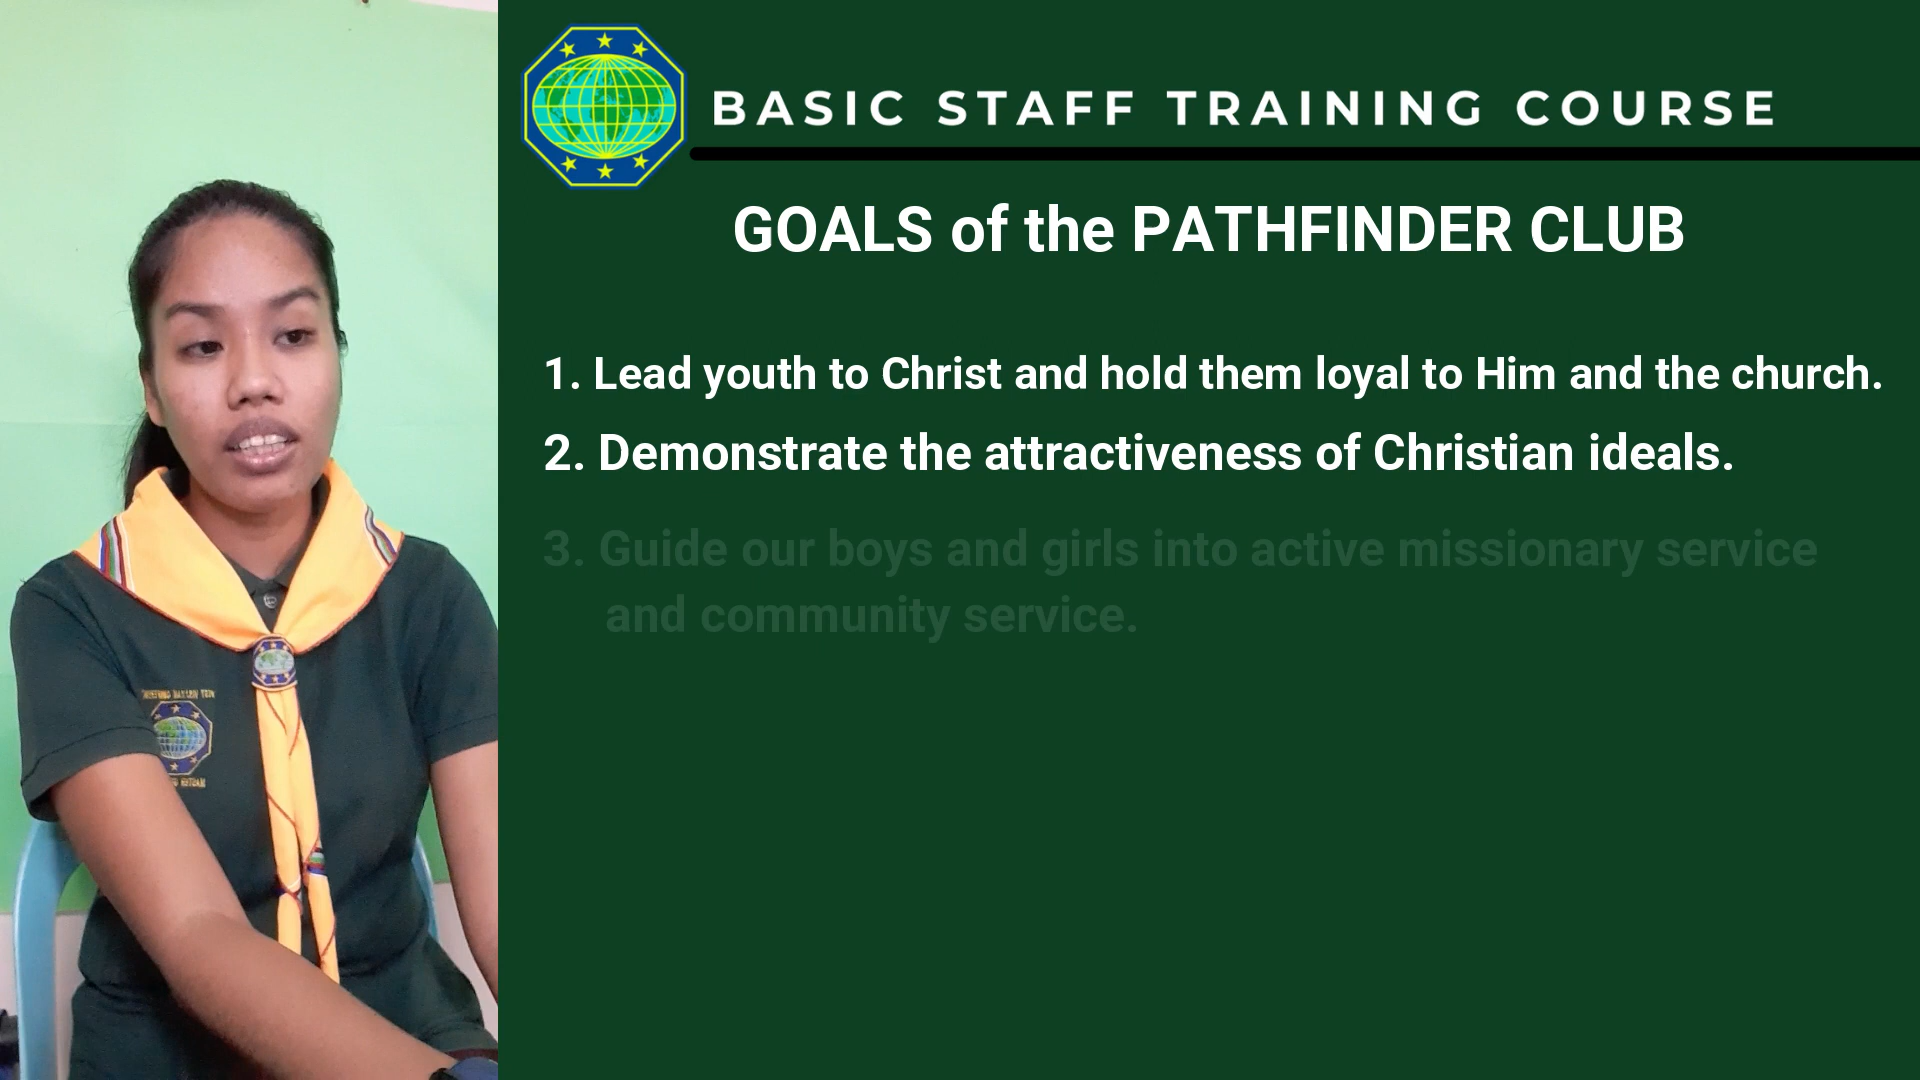 BASIC STAFF TRAINING COURSE
GOALS of the PATHFINDER CLUB
1. Lead youth to Christ and hold them loyal to Him and the church.
2. Demonstrate the attractiveness of Christian ideals.
3. Guide our boys and girls into active missionary service
and community service.